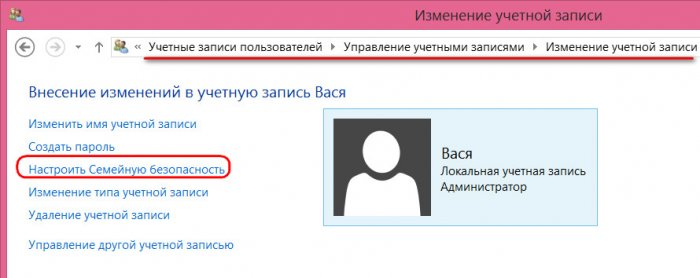 Изменение учетной записи
« Учетные записи пользователей ▸ Управление учетными записями ▸ Изменение учетной записи
Внесение изменений в учетную запись Вася
Изменить имя учетной записи
Создать пароль
Настроить Семейную безопасность
Изменение типа учетной записи
Удаление учетной записи
Управление другой учетной записью
Вася
Локальная учетная запись
Администратор